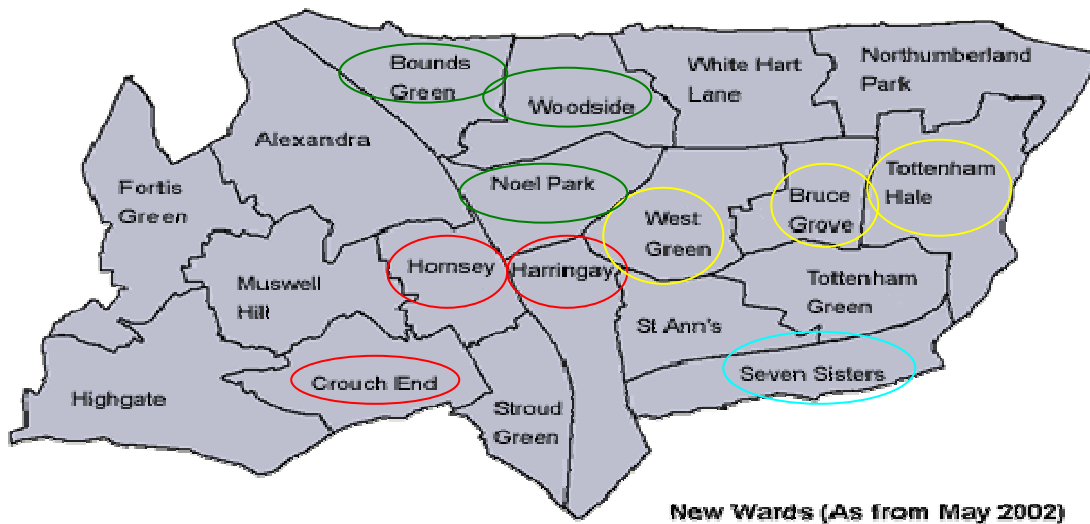 Bounds
Green
Woodside
White Hart
Lane
Northumberland
Park
Alexandra
Fortis
Green
Noel Park
West
Green
Bruce
Grove
Tottenham
Hale
Muswell
Hill
Hornsey
Harringay
St Ann's
Tottenham
Green
Highgate
Crouch End
Stroud
Green
Seven Sisters
New Wards (As from May 2002)